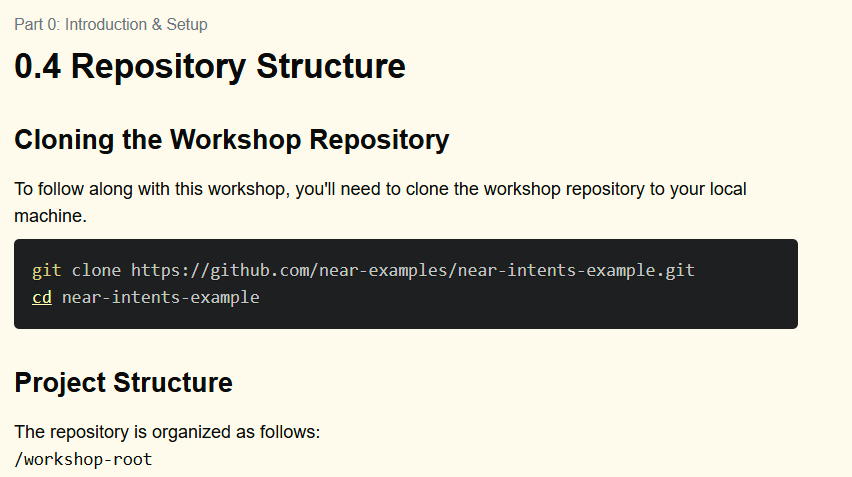 Part 0: Introduction & Setup
0.4 Repository Structure
Cloning the Workshop Repository
To follow along with this workshop, you'll need to clone the workshop repository to your local
machine.
git clone https://github.com/near-examples/near-intents-example.git
cd near-intents-example
Project Structure
The repository is organized as follows:
/workshop-root